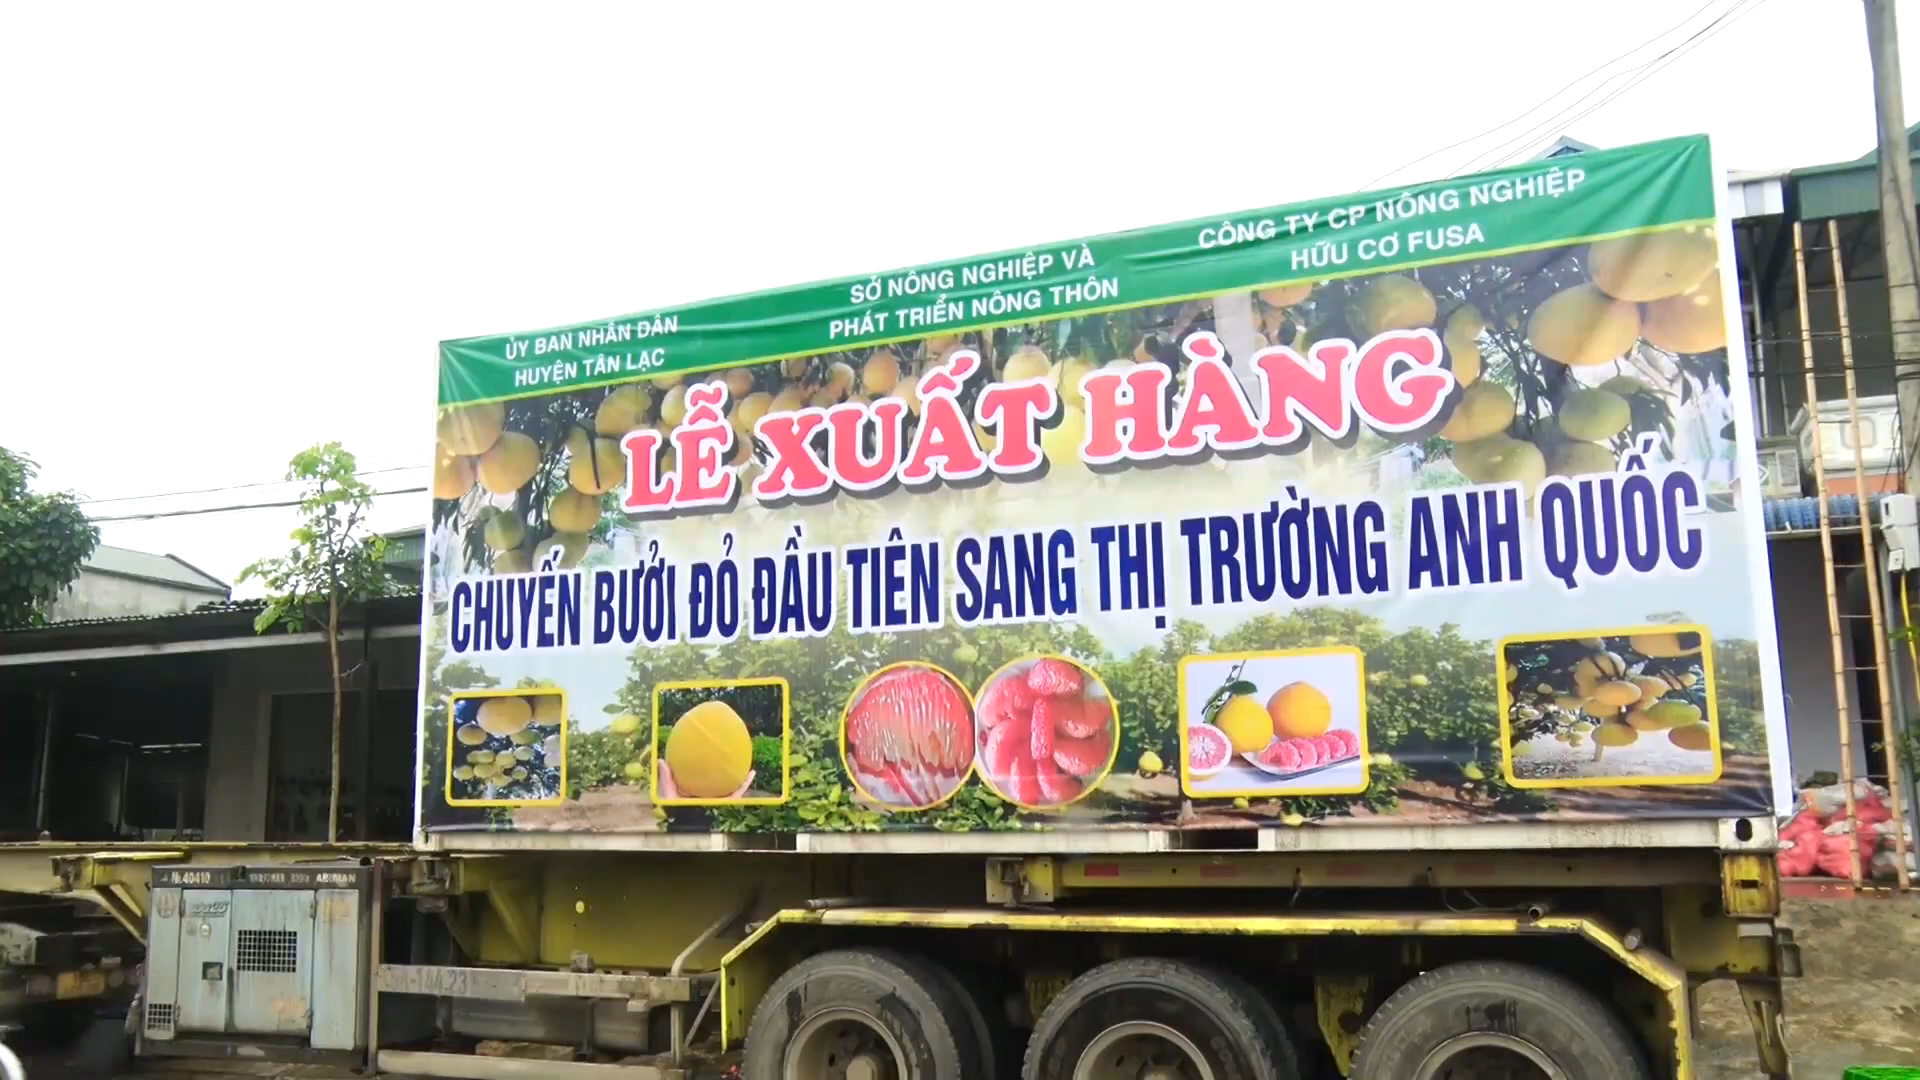 ỦY BAN NHÂN DÂN
HUYỆN TÂN LẠC
SỞ NÔNG NGHIỆP VÀ
PHÁT TRIỂN NÔNG THÔN
CÔNG TY CP NÔNG NGHIỆP
HỮU CƠ FUSA
LỄ XUẤT HÀNG
CHUYẾN BƯỞI ĐỎ ĐẦU TIÊN SANG THỊ TRƯỜNG ANH QUỐC
№40410